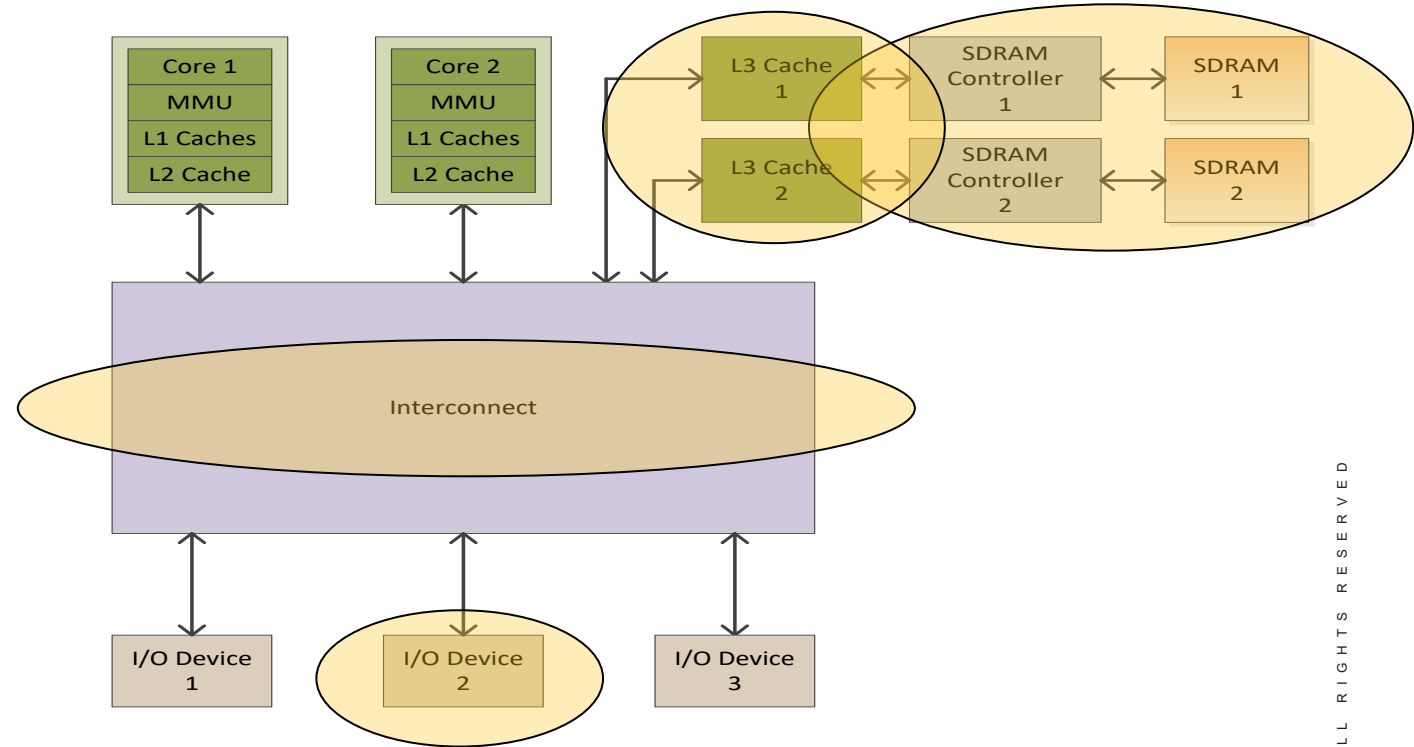 Core 1
MMU
L1 Caches
L2 Cache
Core 2
MMU
L1 Caches
L2 Cache
L3 Cache
1
SDRAM
Controller
1
SDRAM
1
L3 Cache
2
SDRAM
Controller
2
SDRAM
2
Interconnect
I/O Device
1
I/O Device
2
I/O Device
3
LL RIGHTS RESERVED